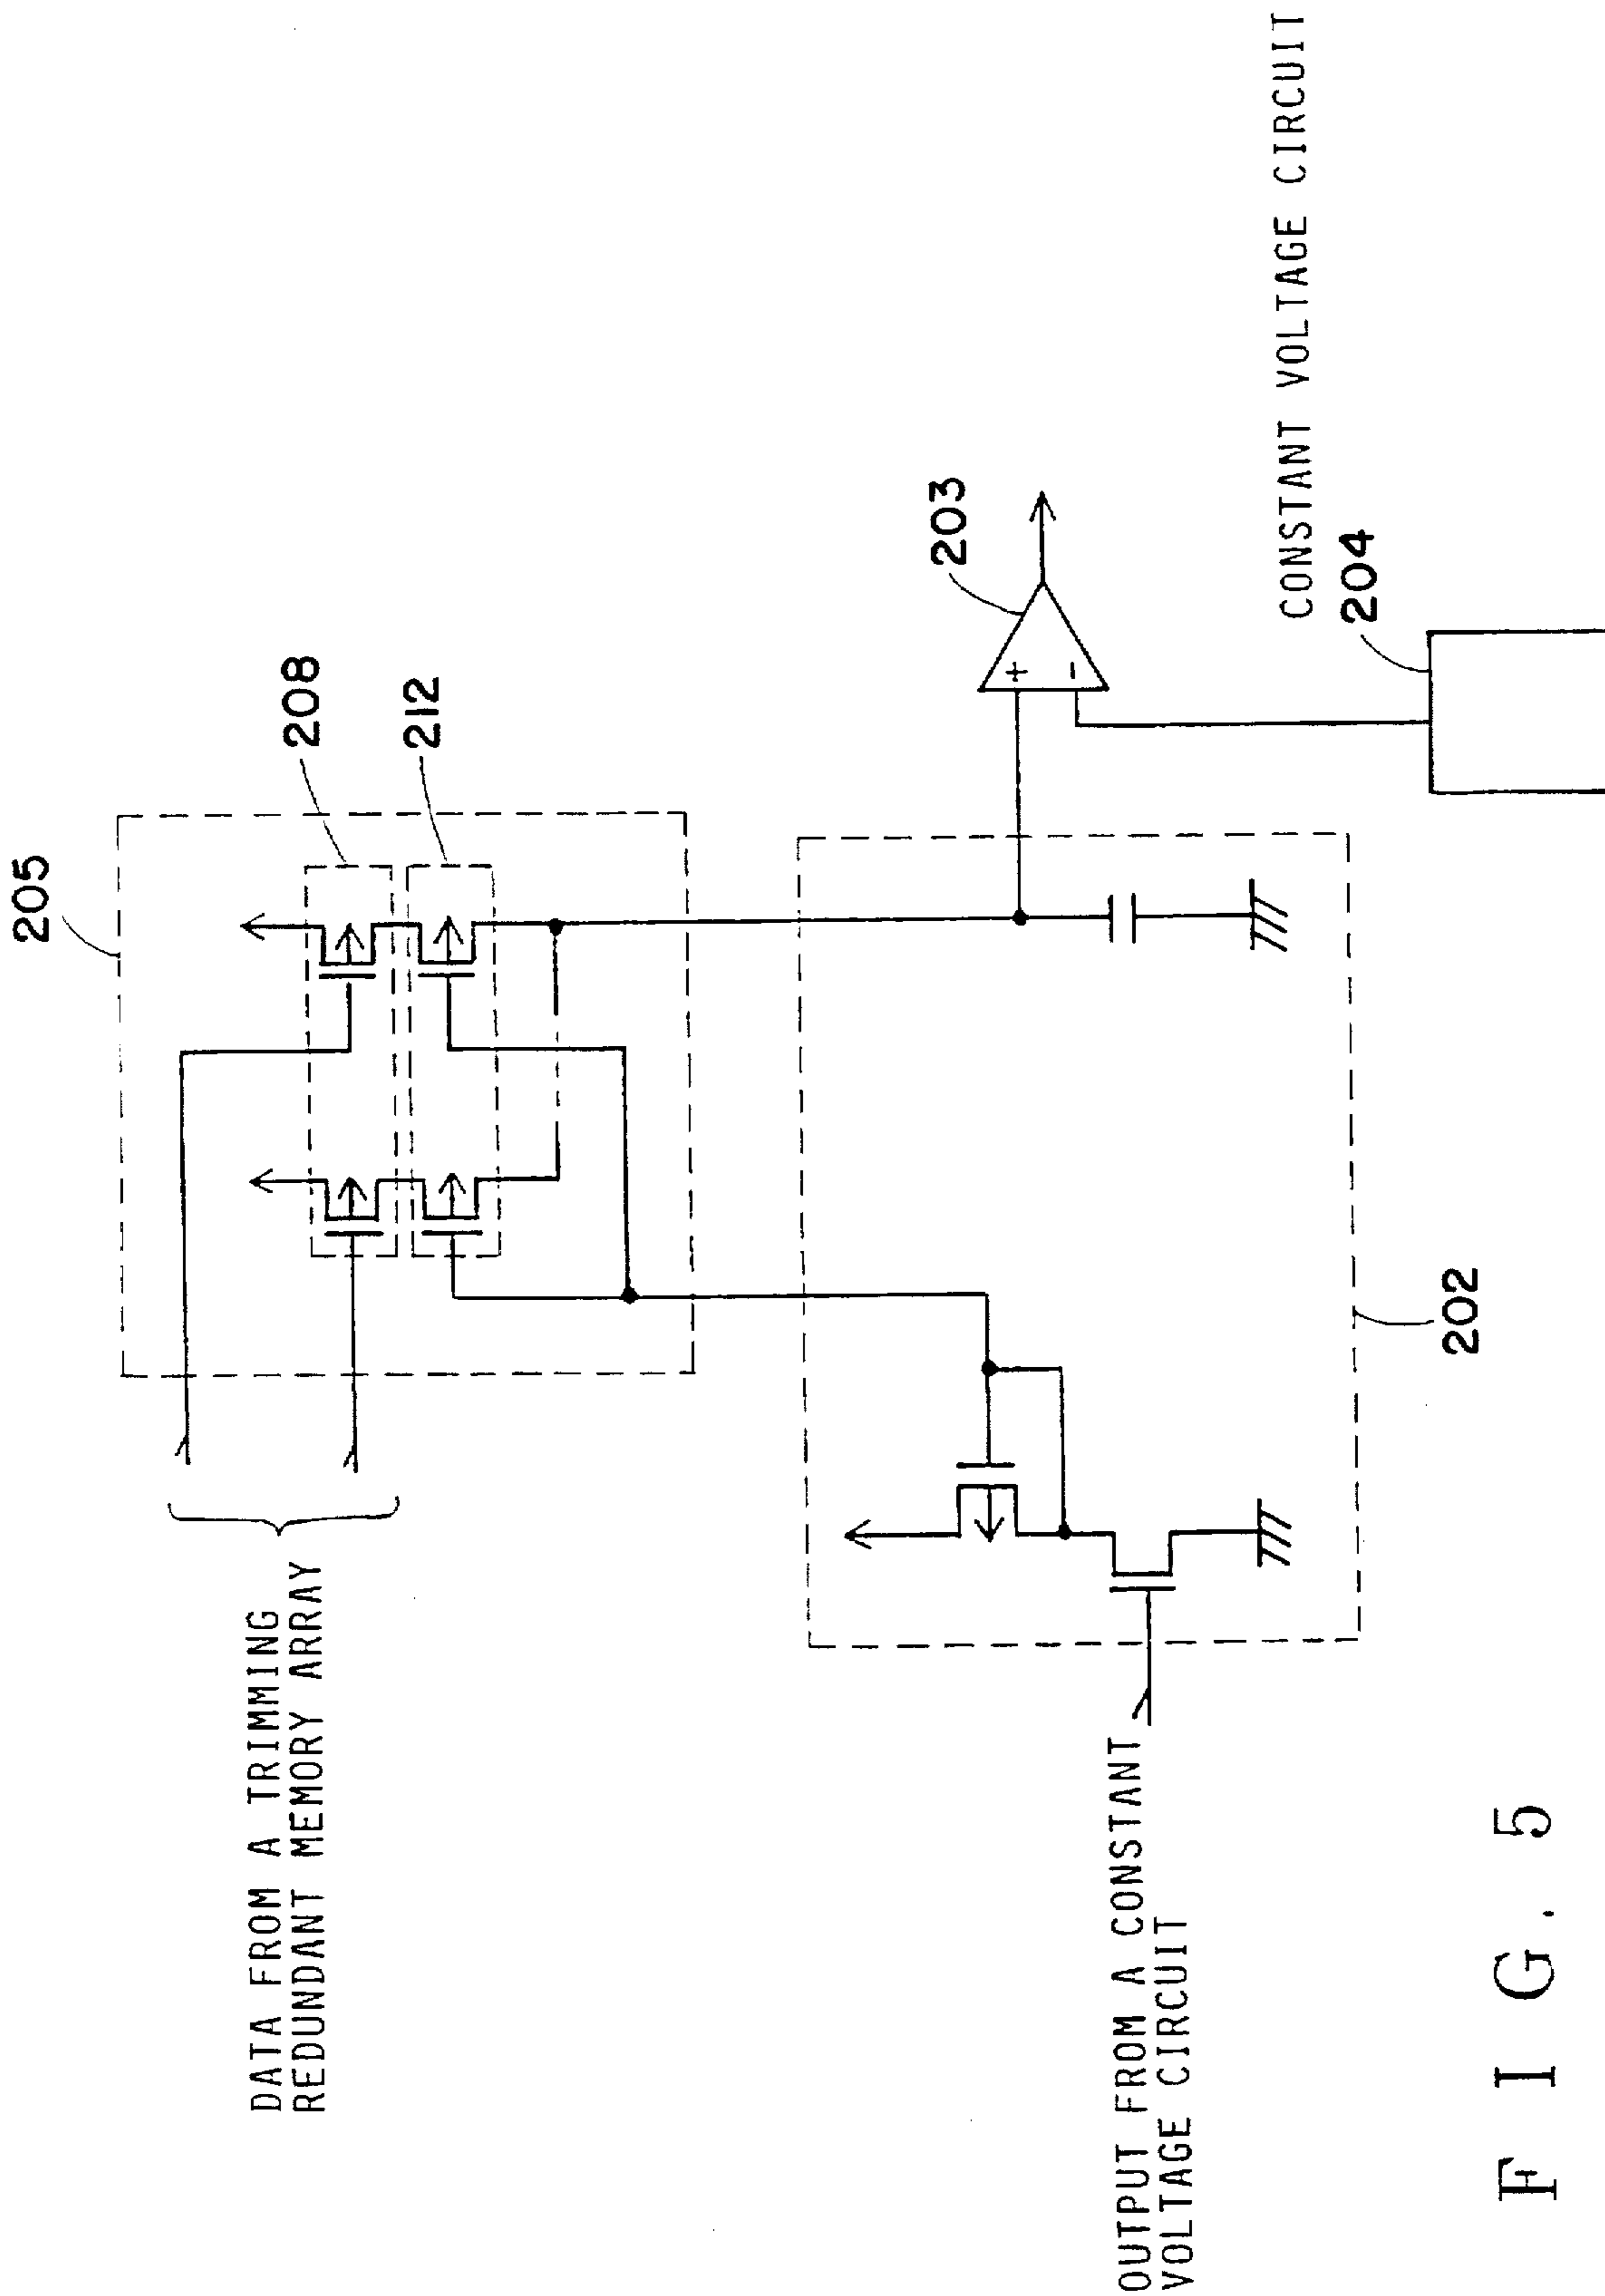 205
208
212
DATA FROM A TRIMMING
REDUNDANT MEMORY ARRAY
203
+
-
OUTPUT FROM A CONSTANT
VOLTAGE CIRCUIT
202
CONSTANT VOLTAGE CIRCUIT
204
FIG. 5